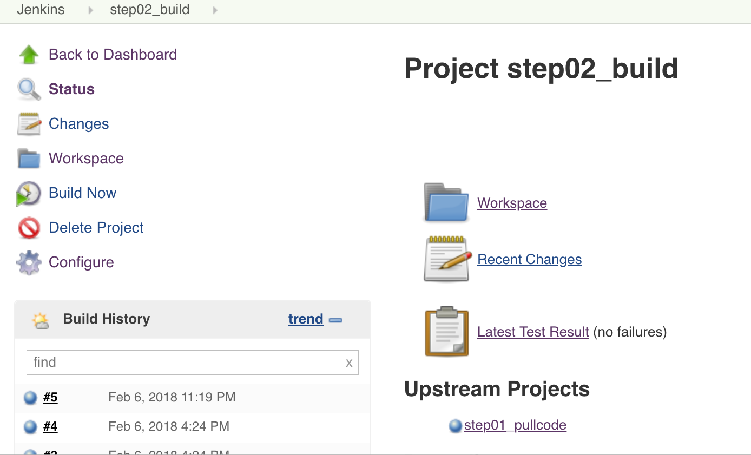 Jenkins step02_build
Back to Dashboard
Status
Changes
Workspace
Build Now
Delete Project
Configure
Build History trend
find x
#5 Feb 6, 2018 11:19 PM
#4 Feb 6, 2018 4:24 PM
Project step02_build
Workspace
Recent Changes
Latest Test Result (no failures)
Upstream Projects
step01_pullcode